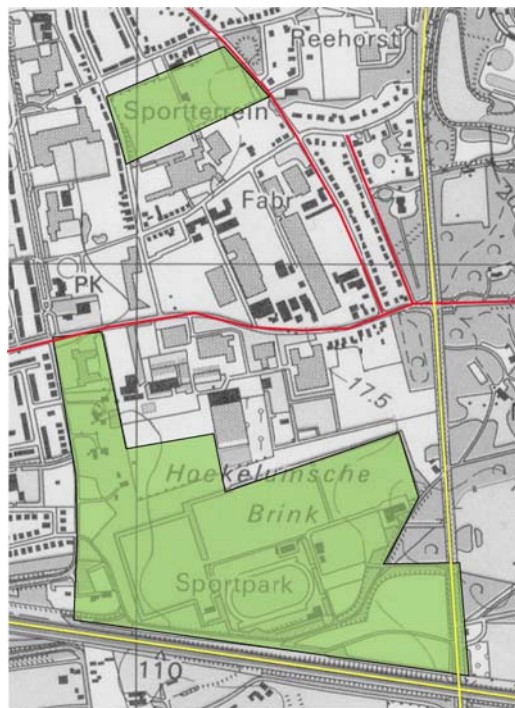 Reehorst
Sportterrein
Fabr
PK
17.5
Hoekelumsche
Brink
Sportpark
110